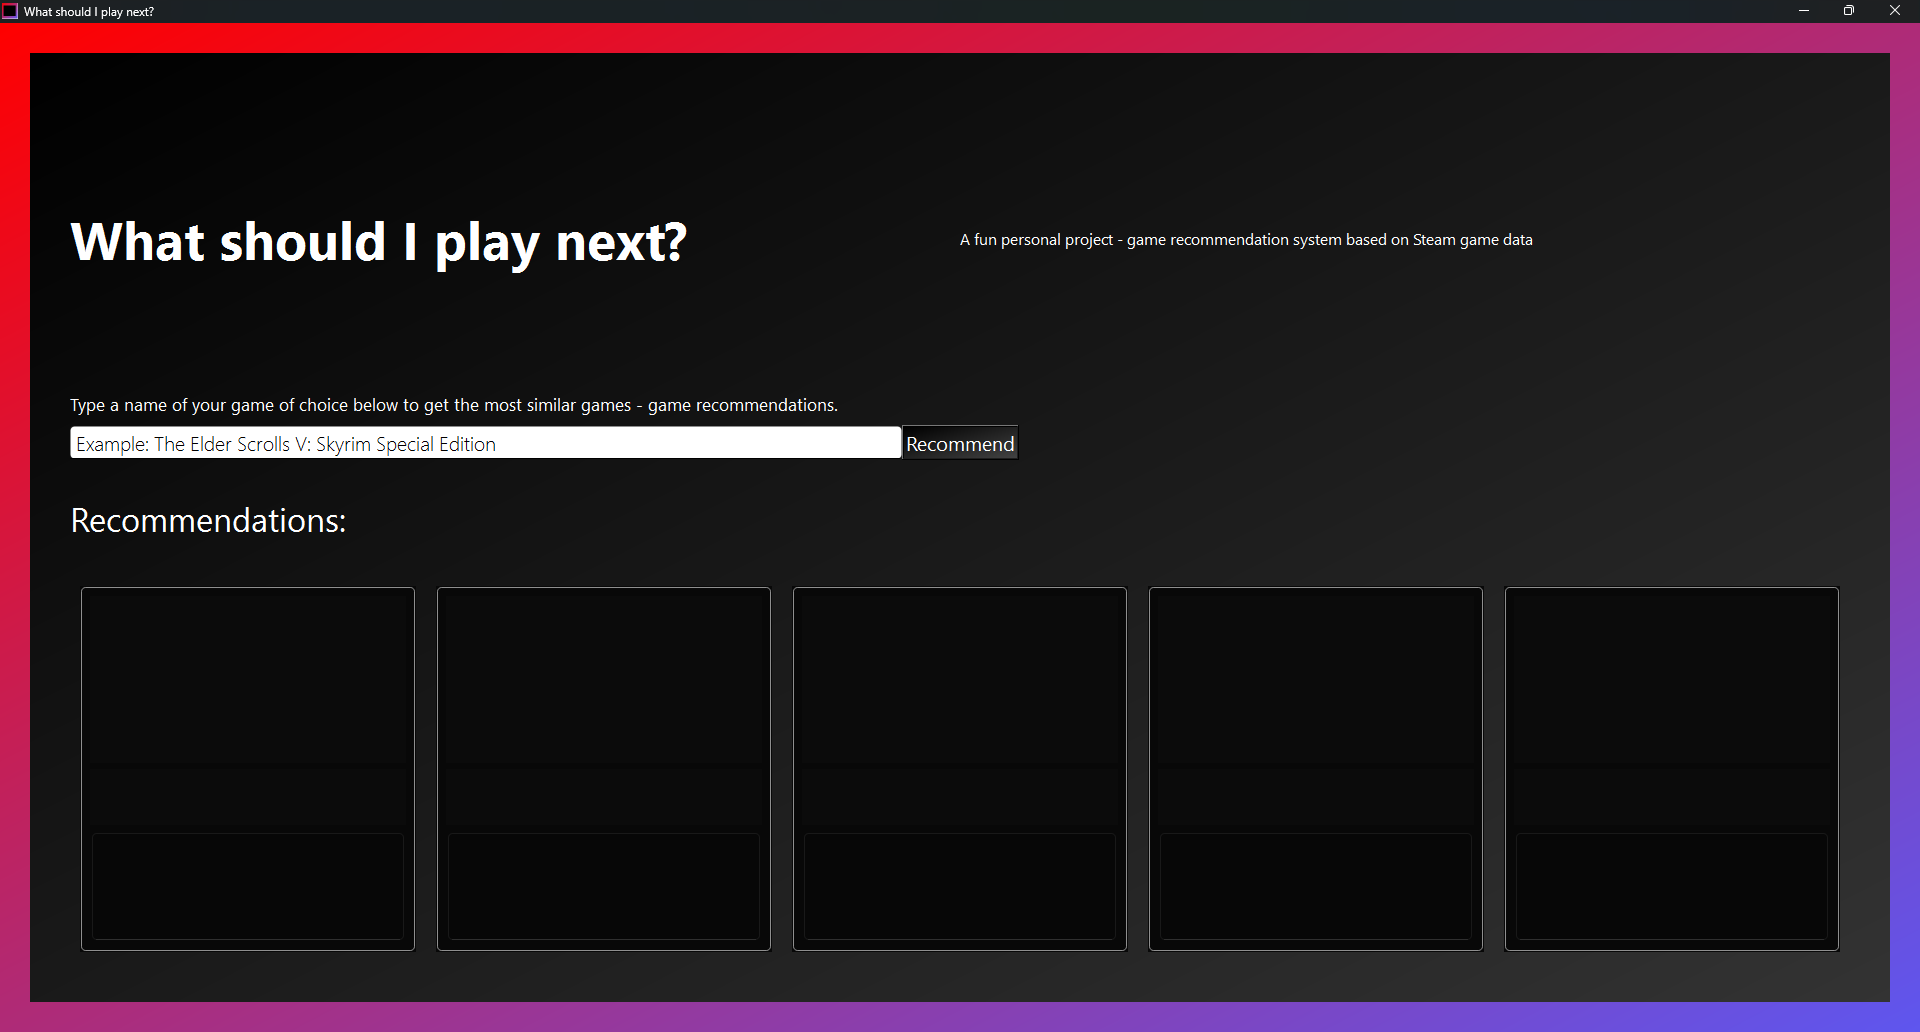 What should I play next?
What should I play next?
A fun personal project - game recommendation system based on Steam game data
Type a name of your game of choice below to get the most similar games - game recommendations.
Example: The Elder Scrolls V: Skyrim Special Edition
Recommend
Recommendations: